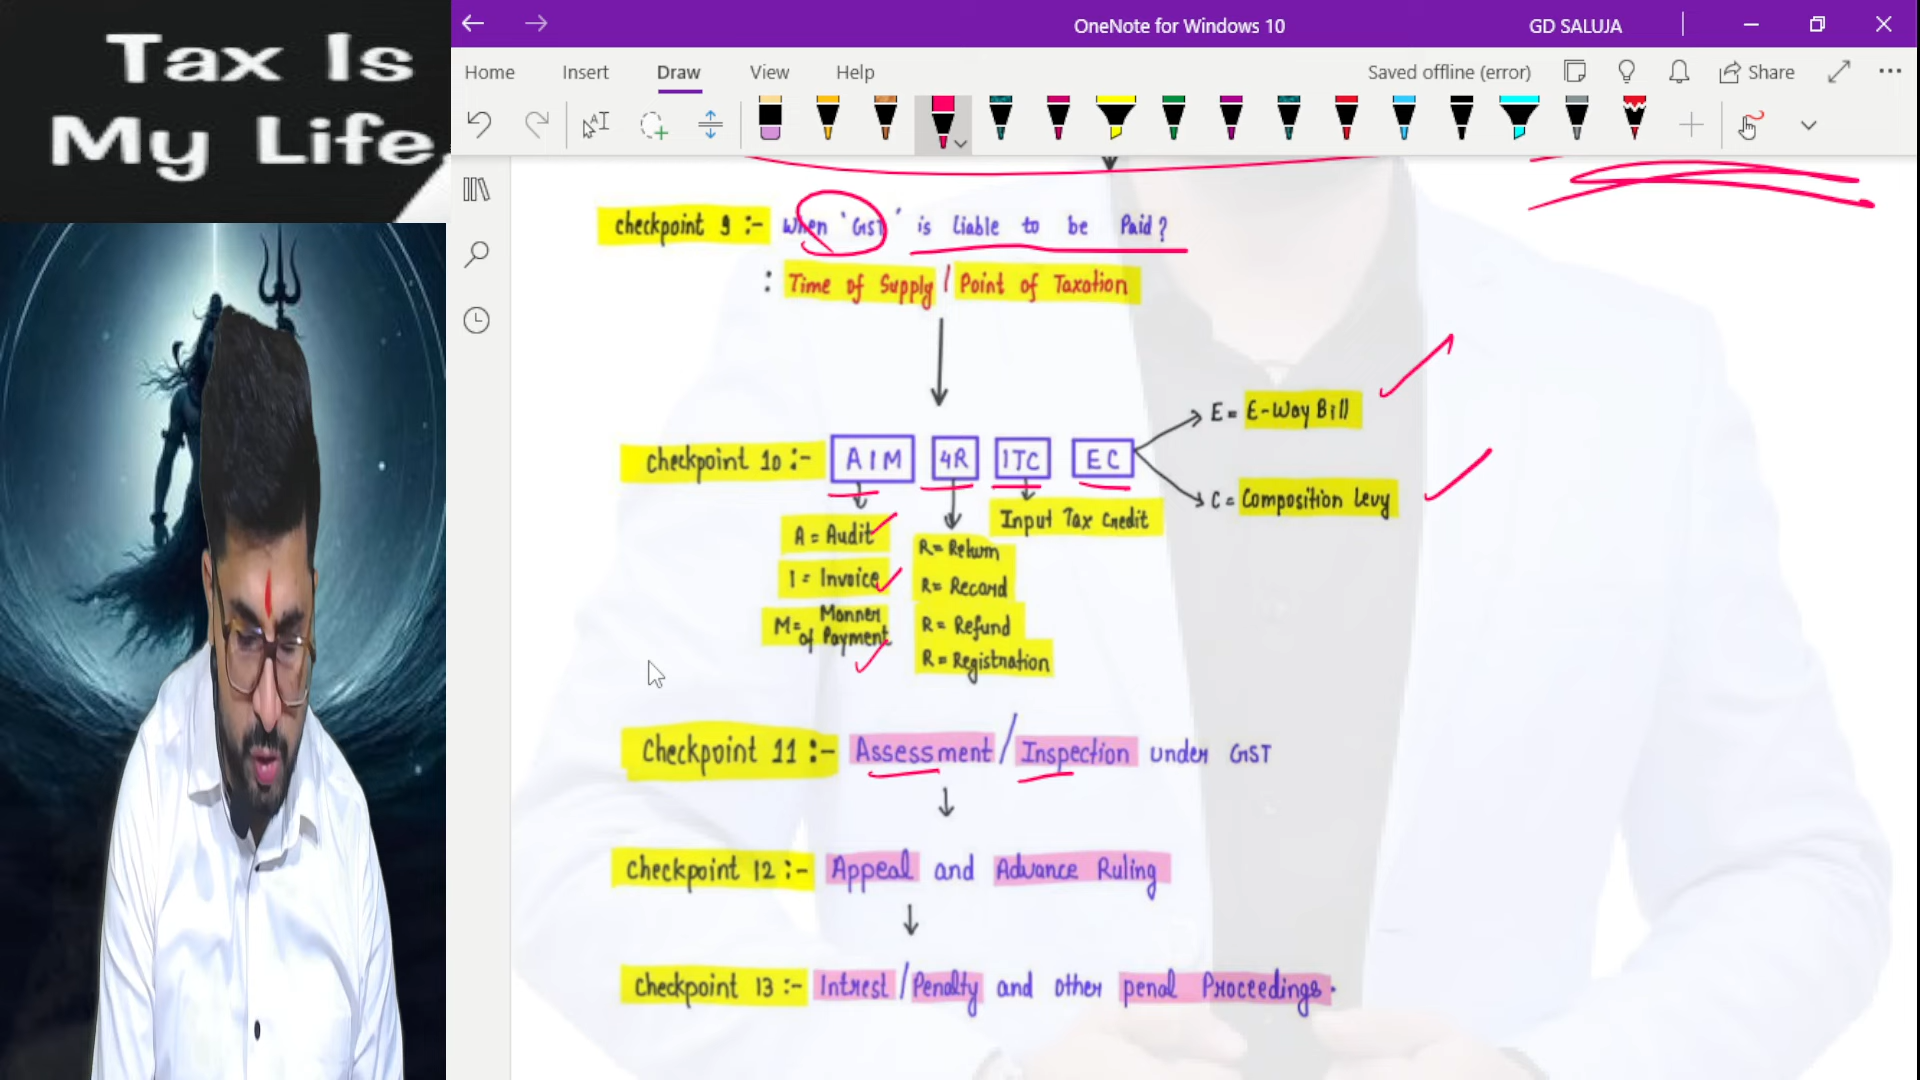 Tax Is
My Life.
OneNote for Windows 10
GD SALUJA
Home Insert Draw View Help
Saved offline (error)
Share
Checkpoint 9 :- When 'GST' is Liable to be Paid?
: Time of Supply / Point of Taxation
Checkpoint 10 :- AIM 4R ITC EC
E = E-Way Bill
C = Composition Levy
A = Audit
I = Invoice
M = Manner of Payment
R = Return
R = Record
R = Refund
R = Registration
Input Tax Credit
Checkpoint 11 :- Assessment / Inspection under GST
Checkpoint 12 :- Appeal and Advance Ruling
Checkpoint 13 :- Intrest / Penalty and other penal Proceedings.